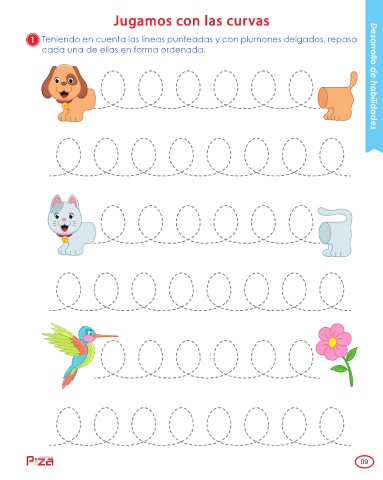 Jugamos con las curvas
1 Teniendo en cuenta las líneas punteadas y con plumones delgados, repasa
cada una de ellas en forma ordenada.
Desarrollo de habilidades
Piza
09